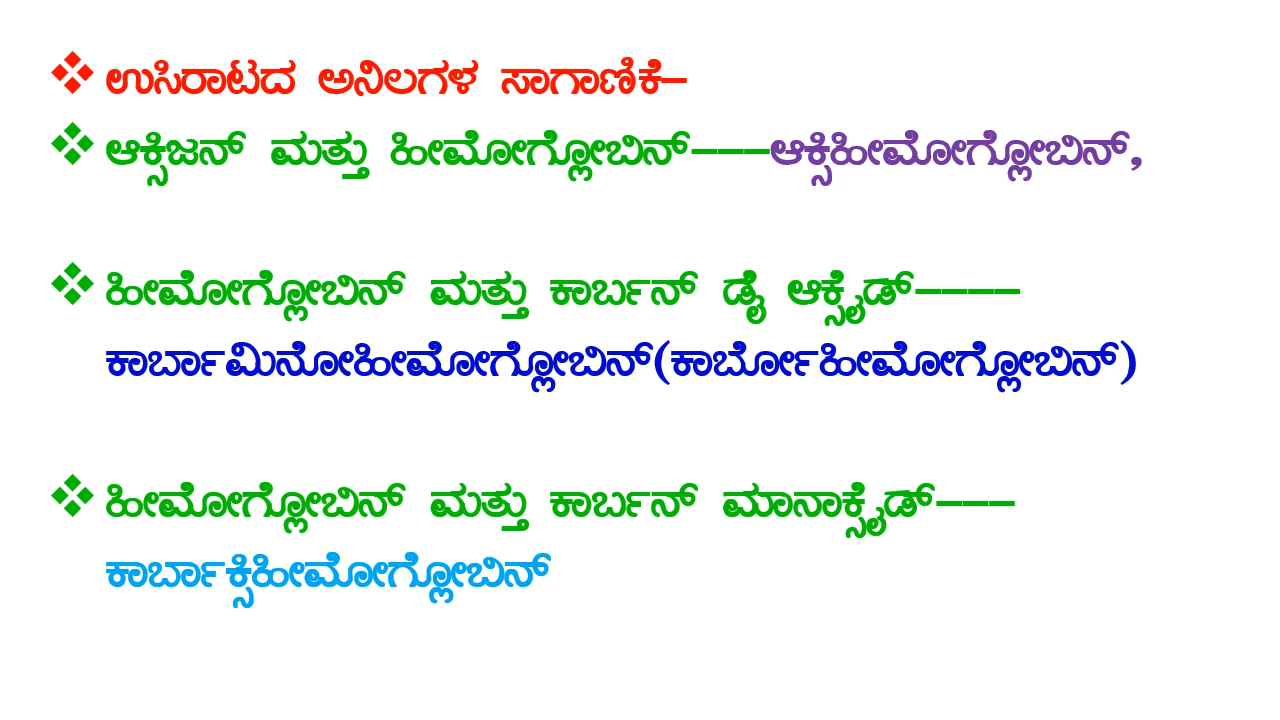 ❖ ಉಸಿರಾಟದ ಅನಿಲಗಳ ಸಾಗಾಣಿಕೆ-
❖ ಆಕ್ಸಿಜನ್ ಮತ್ತು ಹೀಮೋಗ್ಲೋಬಿನ್---ಆಕ್ಸಿಹೀಮೋಗ್ಲೋಬಿನ್,
❖ ಹೀಮೋಗ್ಲೋಬಿನ್ ಮತ್ತು ಕಾರ್ಬನ್ ಡೈ ಆಕ್ಸೈಡ್----
ಕಾರ್ಬಾಮಿನೋಹೀಮೋಗ್ಲೋಬಿನ್(ಕಾರ್ಬೋಹೀಮೋಗ್ಲೋಬಿನ್)
❖ ಹೀಮೋಗ್ಲೋಬಿನ್ ಮತ್ತು ಕಾರ್ಬನ್ ಮಾನಾಕ್ಸೈಡ್---
ಕಾರ್ಬಾಕ್ಸಿಹೀಮೋಗ್ಲೋಬಿನ್